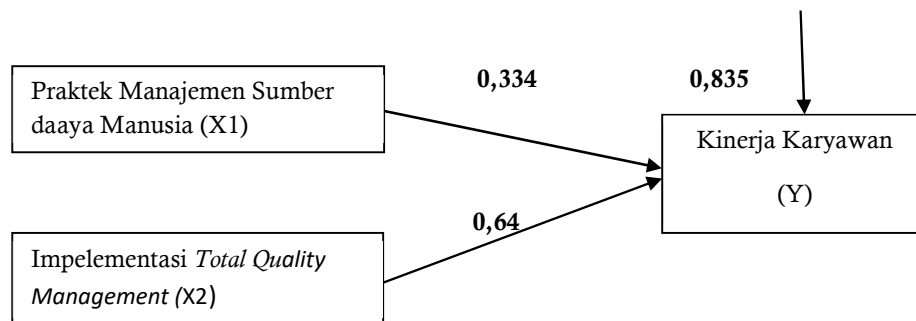 0,334
0,835
Praktek Manajemen Sumber
daaya Manusia (X1)
Kinerja Karyawan
(Y)
0,64
Impelementasi Total Quality
Management (X2)